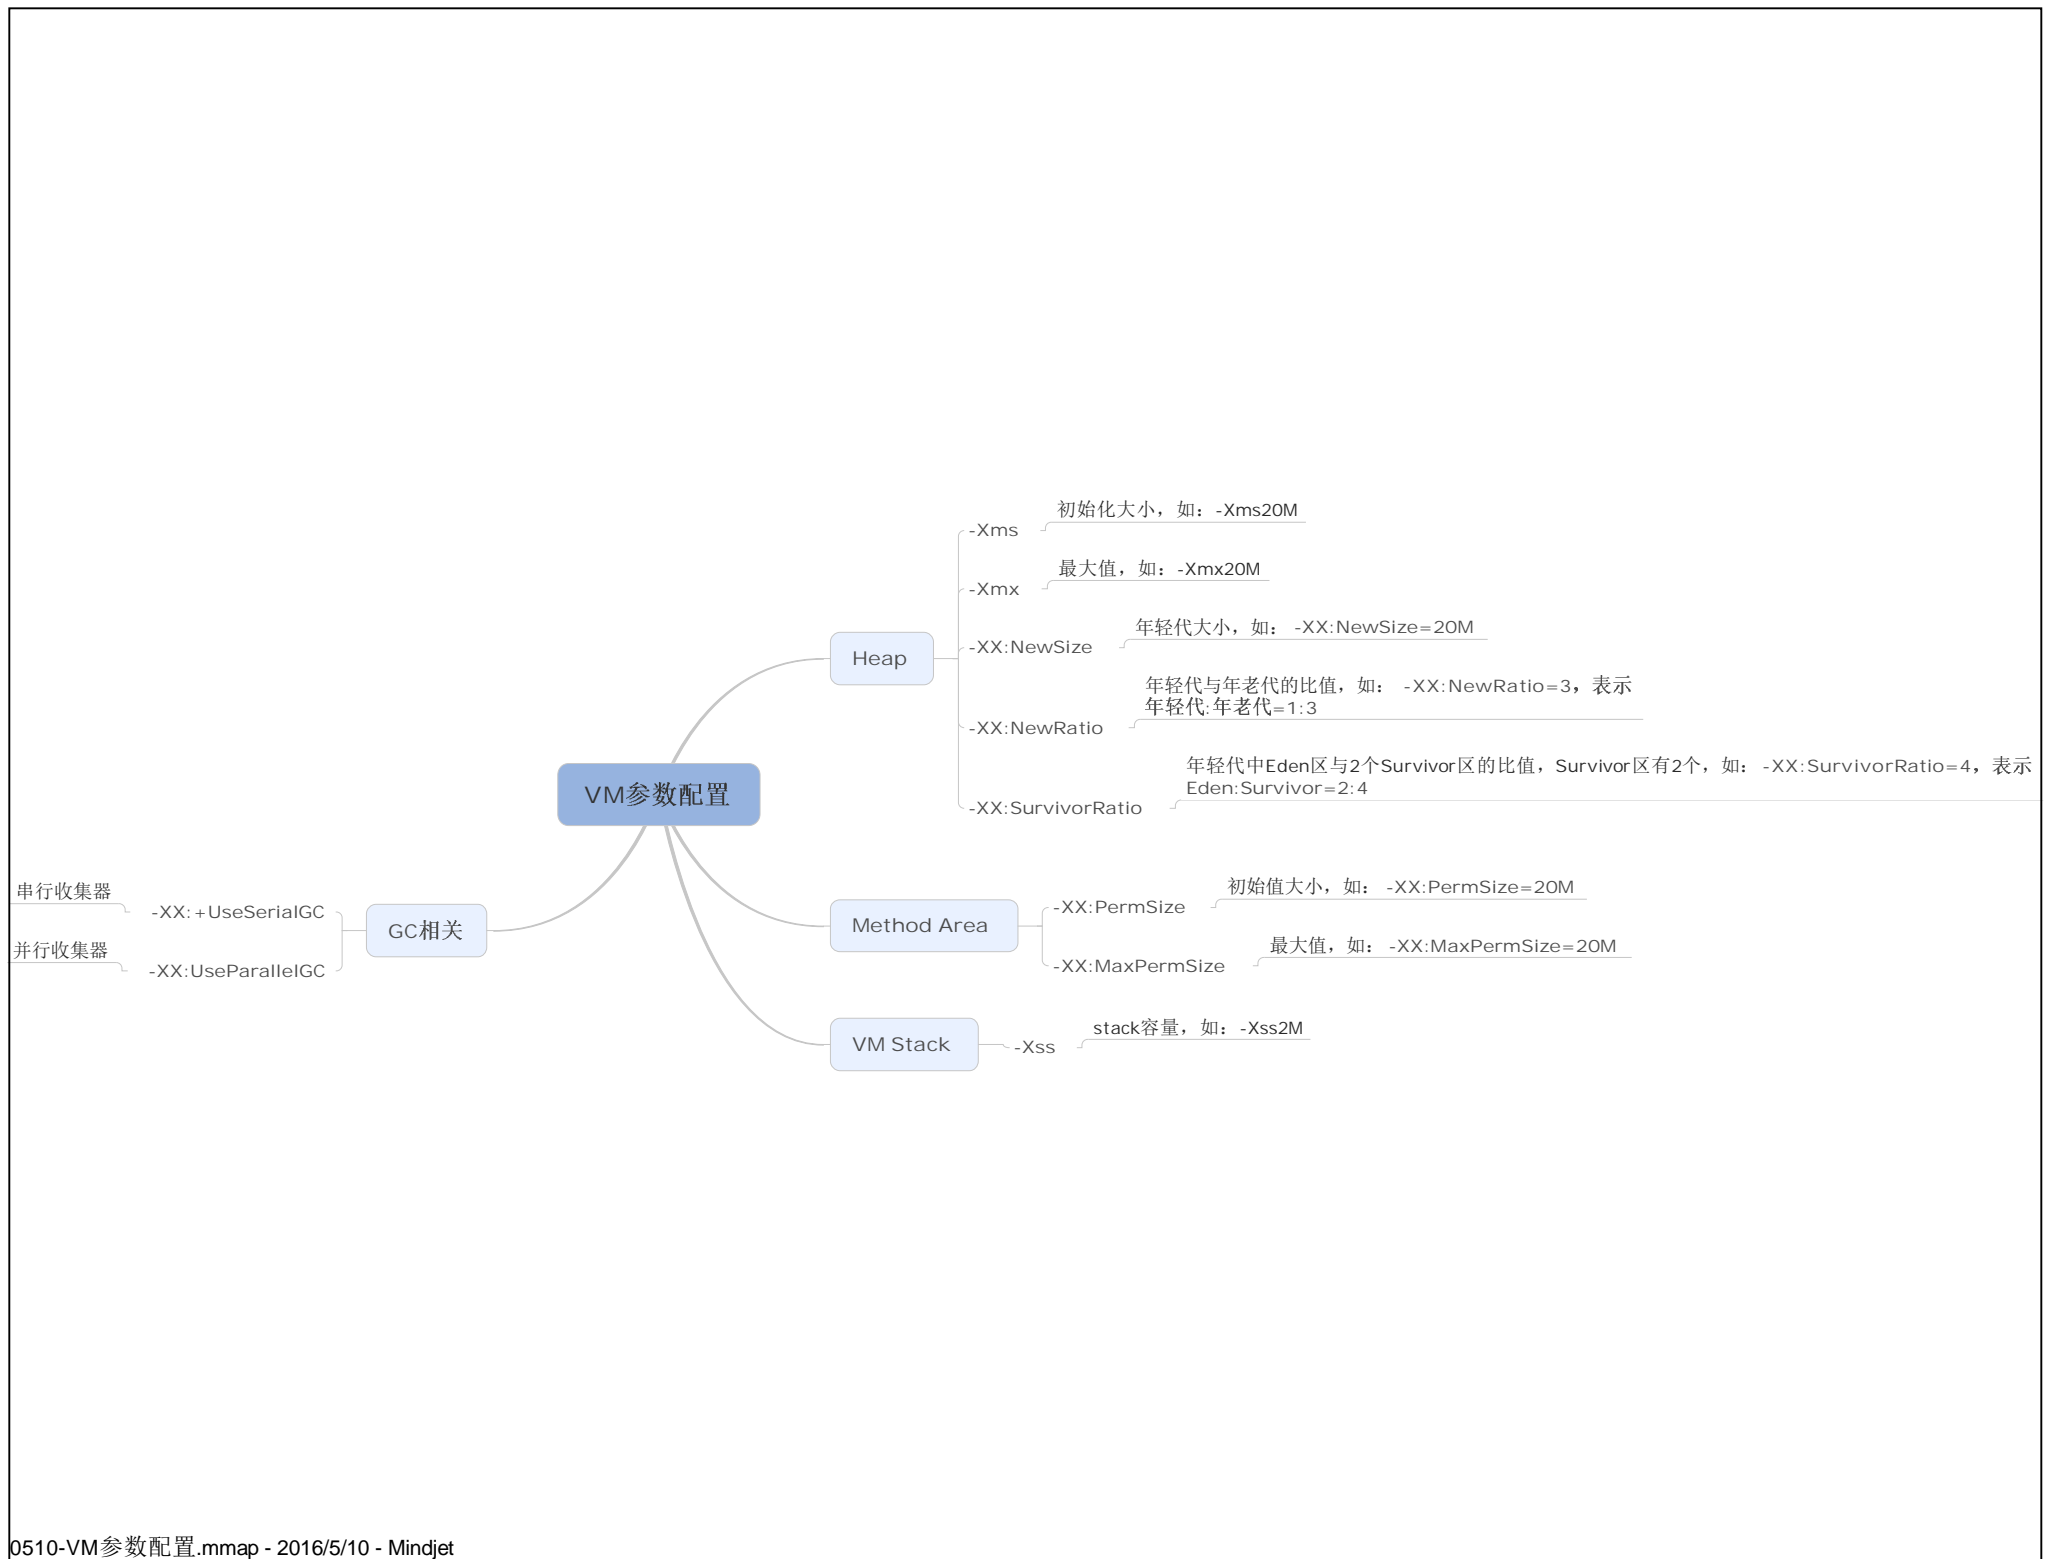 初始化大小，如：-Xms20M
-Xms
最大值，如：-Xmx20M
-Xmx
年轻代大小，如： -XX:NewSize=20M
-XX:NewSize
Heap
年轻代与年老代的比值，如： -XX:NewRatio=3，表示
年轻代:年老代=1:3
-XX:NewRatio
年轻代中Eden区与2个Survivor区的比值，Survivor区有2个，如：-XX:SurvivorRatio=4，表示
Eden:Survivor=2:4
-XX:SurvivorRatio
VM参数配置
串行收集器
-XX:+UseSerialGC
GC相关
并行收集器
-XX:UseParallelGC
初始值大小，如： -XX:PermSize=20M
-XX:PermSize
Method Area
最大值，如： -XX:MaxPermSize=20M
-XX:MaxPermSize
stack容量，如：-Xss2M
VM Stack
-Xss
0510-VM参数配置.mmap - 2016/5/10 - Mindjet